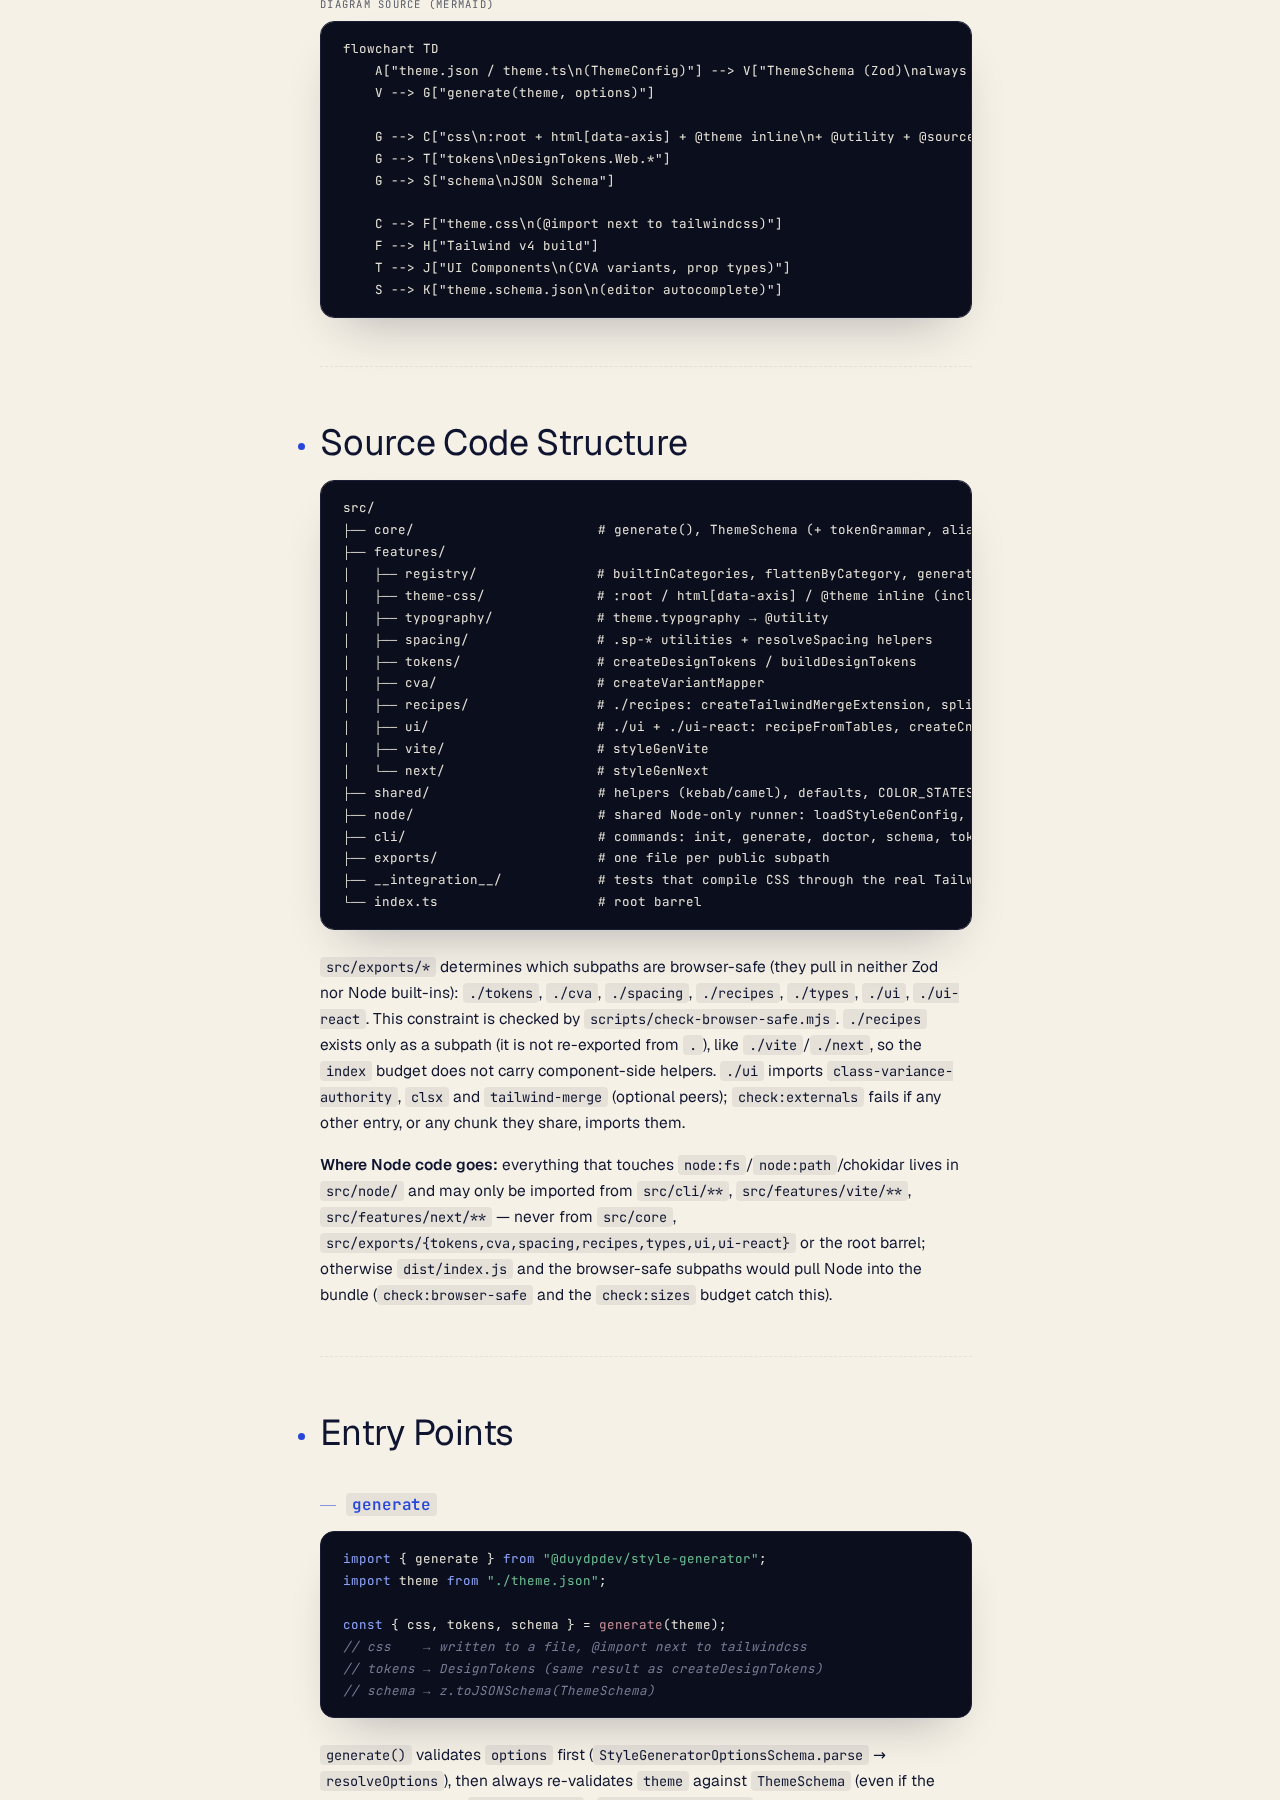 DIAGRAM SOURCE (MERMAID)
flowchart TD
    A["theme.json / theme.ts\n(ThemeConfig)"] --> V["ThemeSchema (Zod)\nalways
    V --> G["generate(theme, options)"]
    G --> C["css\n:root + html[data-axis] + @theme inline\n+ @utility + @source
    G --> T["tokens\nDesignTokens.Web.*"]
    G --> S["schema\nJSON Schema"]
    C --> F["theme.css\n(@import next to tailwindcss)"]
    F --> H["Tailwind v4 build"]
    T --> J["UI Components\n(CVA variants, prop types)"]
    S --> K["theme.schema.json\n(editor autocomplete)"]
Source Code Structure
src/
├── core/                       # generate(), ThemeSchema (+ tokenGrammar, alia
├── features/
│   ├── registry/               # builtInCategories, flattenByCategory, generat
│   ├── theme-css/              # :root / html[data-axis] / @theme inline (incl
│   ├── typography/             # theme.typography → @utility
│   ├── spacing/                # .sp-* utilities + resolveSpacing helpers
│   ├── tokens/                 # createDesignTokens / buildDesignTokens
│   ├── cva/                    # createVariantMapper
│   ├── recipes/                # ./recipes: createTailwindMergeExtension, spli
│   ├── ui/                     # ./ui + ./ui-react: recipeFromTables, createCn
│   ├── vite/                   # styleGenVite
│   └── next/                   # styleGenNext
├── shared/                     # helpers (kebab/camel), defaults, COLOR_STATES
├── node/                       # shared Node-only runner: loadStyleGenConfig,
├── cli/                        # commands: init, generate, doctor, schema, tok
├── exports/                    # one file per public subpath
├── __integration__/            # tests that compile CSS through the real Tailw
└── index.ts                    # root barrel
src/exports/* determines which subpaths are browser-safe (they pull in neither Zod
nor Node built-ins): ./tokens, ./cva, ./spacing, ./recipes, ./types, ./ui, ./ui-
react. This constraint is checked by scripts/check-browser-safe.mjs. ./recipes
exists only as a subpath (it is not re-exported from .), like ./vite/./next, so the
index budget does not carry component-side helpers. ./ui imports class-variance-
authority, clsx and tailwind-merge (optional peers); check:externals fails if any
other entry, or any chunk they share, imports them.
Where Node code goes: everything that touches node:fs/node:path/chokidar lives in
src/node/ and may only be imported from src/cli/**, src/features/vite/**,
src/features/next/** — never from src/core,
src/exports/{tokens,cva,spacing,recipes,types,ui,ui-react} or the root barrel;
otherwise dist/index.js and the browser-safe subpaths would pull Node into the
bundle (check:browser-safe and the check:sizes budget catch this).
Entry Points
— generate
import { generate } from "@duydpdev/style-generator";
import theme from "./theme.json";
const { css, tokens, schema } = generate(theme);
// css    → written to a file, @import next to tailwindcss
// tokens → DesignTokens (same result as createDesignTokens)
// schema → z.toJSONSchema(ThemeSchema)
generate() validates options first (StyleGeneratorOptionsSchema.parse →
resolveOptions), then always re-validates theme against ThemeSchema (even if the